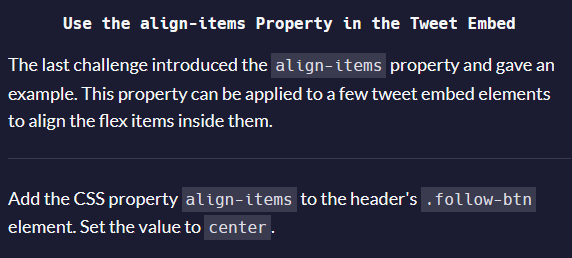 Use the align-items Property in the Tweet Embed
The last challenge introduced the align-items property and gave an
example. This property can be applied to a few tweet embed elements
to align the flex items inside them.
Add the CSS property align-items to the header's .follow-btn
element. Set the value to center.